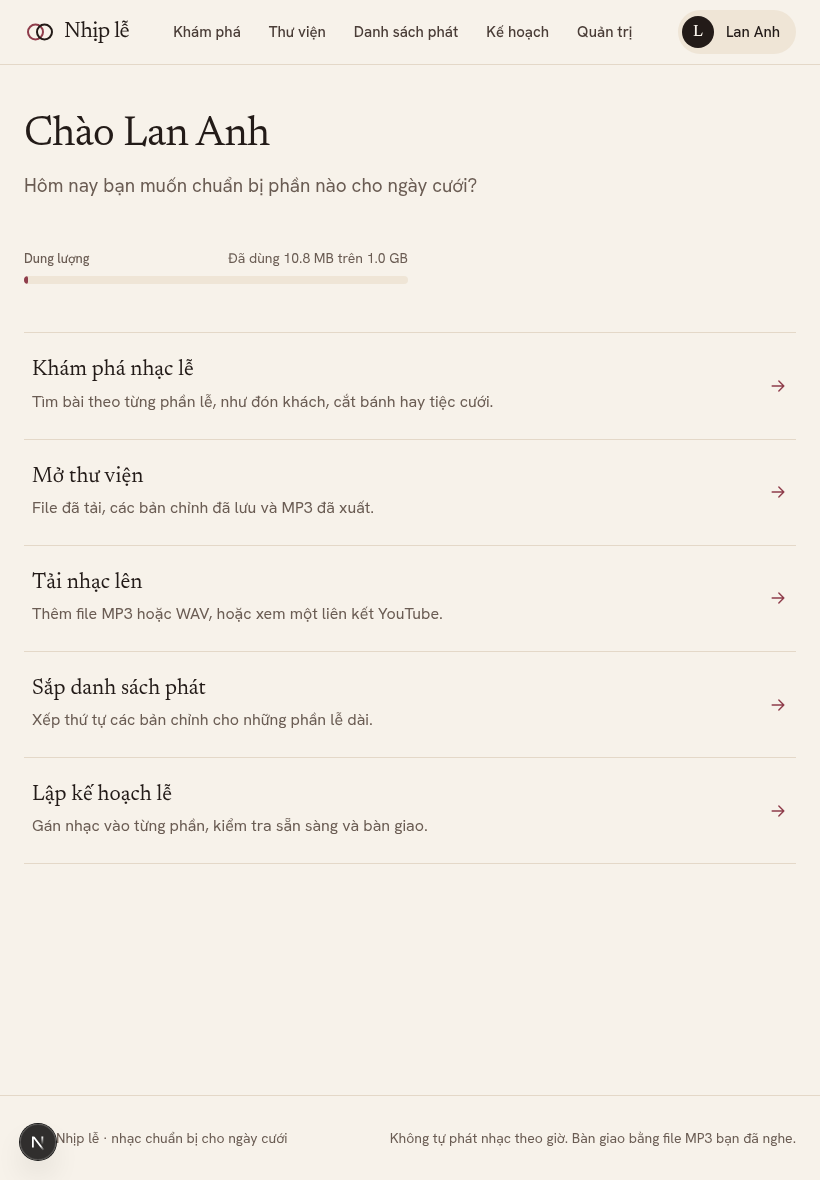 Nhịp lễ
Khám phá
Thư viện
Danh sách phát
Kế hoạch
Quản trị
L
Lan Anh
Chào Lan Anh
Hôm nay bạn muốn chuẩn bị phần nào cho ngày cưới?
Dung lượng
Đã dùng 10.8 MB trên 1.0 GB
Khám phá nhạc lễ
Tìm bài theo từng phần lễ, như đón khách, cắt bánh hay tiệc cưới.
Mở thư viện
File đã tải, các bản chỉnh đã lưu và MP3 đã xuất.
Tải nhạc lên
Thêm file MP3 hoặc WAV, hoặc xem một liên kết YouTube.
Sắp danh sách phát
Xếp thứ tự các bản chỉnh cho những phần lễ dài.
Lập kế hoạch lễ
Gán nhạc vào từng phần, kiểm tra sẵn sàng và bàn giao.
N
Nhịp lễ · nhạc chuẩn bị cho ngày cưới
Không tự phát nhạc theo giờ. Bàn giao bằng file MP3 bạn đã nghe.